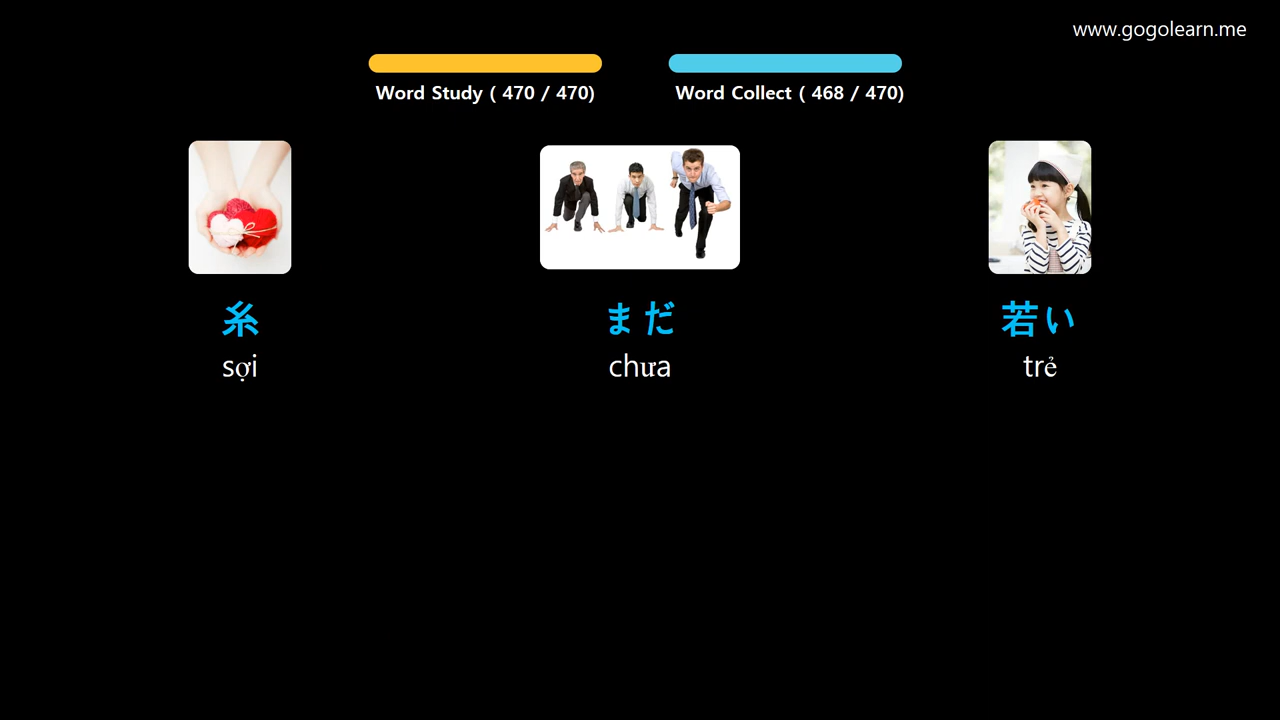 www.gogolearn.me
Word Study ( 470 / 470)
Word Collect ( 468 / 470)
糸
まだ
若い
sợi
chưa
trẻ